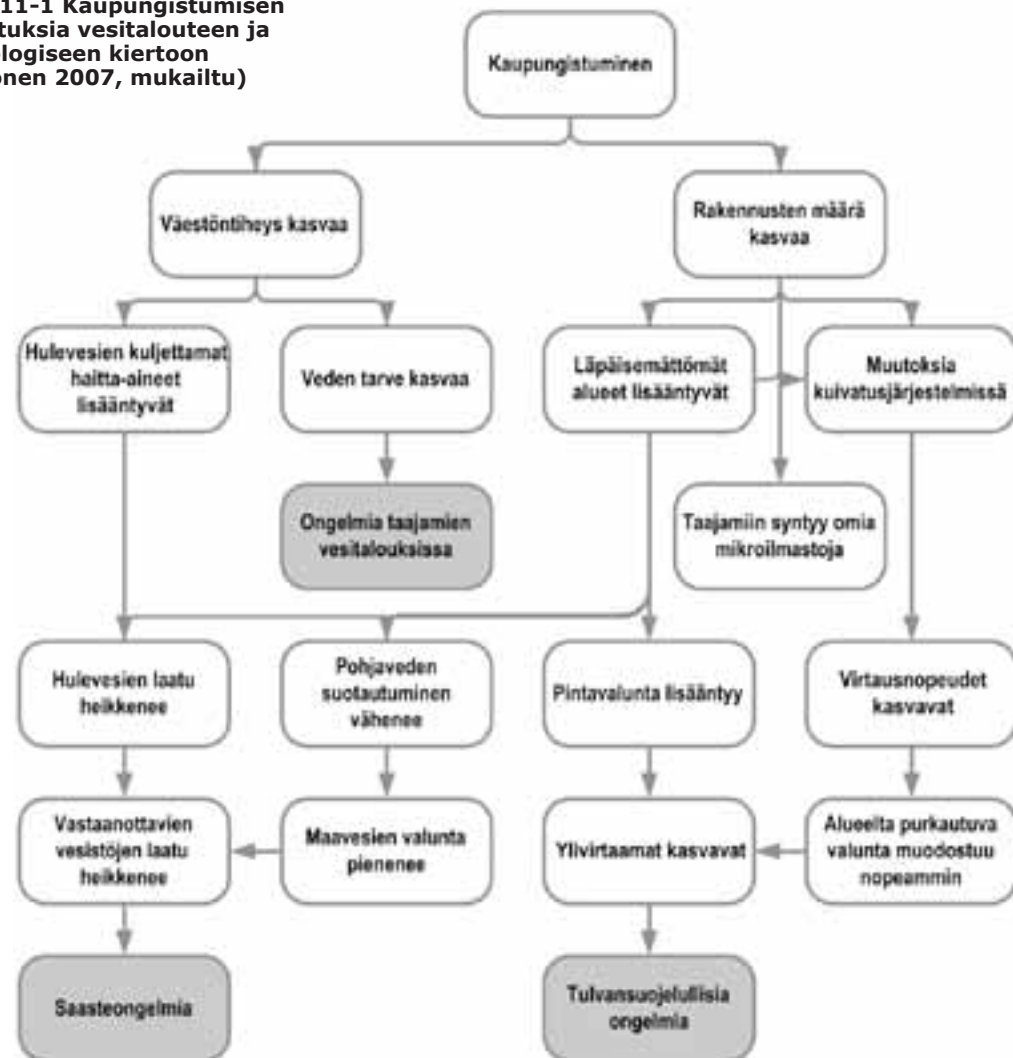 11-1 Kaupungistumisen
tuksia vesitalouteen ja
ologiseen kiertoon
onen 2007, mukailtu)
Kaupungistuminen
Väestöntiheys kasvaa
Rakennusten määrä
kasvaa
Hulevesien kuljettamat
haitta-aineet
lisääntyvät
Veden tarve kasvaa
Läpäisemättömät
alueet lisääntyvät
Muutoksia
kuivatusjärjestelmissä
Ongelmia taajamien
vesitalouksissa
Taajamiin syntyy omia
mikroilmastoja
Hulevesien laatu
heikkenee
Pohjaveden
suotautuminen
vähenee
Pintavalunta lisääntyy
Virtausnopeudet
kasvavat
Vastaanottavien
vesistöjen laatu
heikkenee
Maavesien valunta
pienenee
Ylivirtaamat kasvavat
Alueelta purkautuva
valunta muodostuu
nopeammin
Saasteongelmia
Tulvansuojelullisia
ongelmia